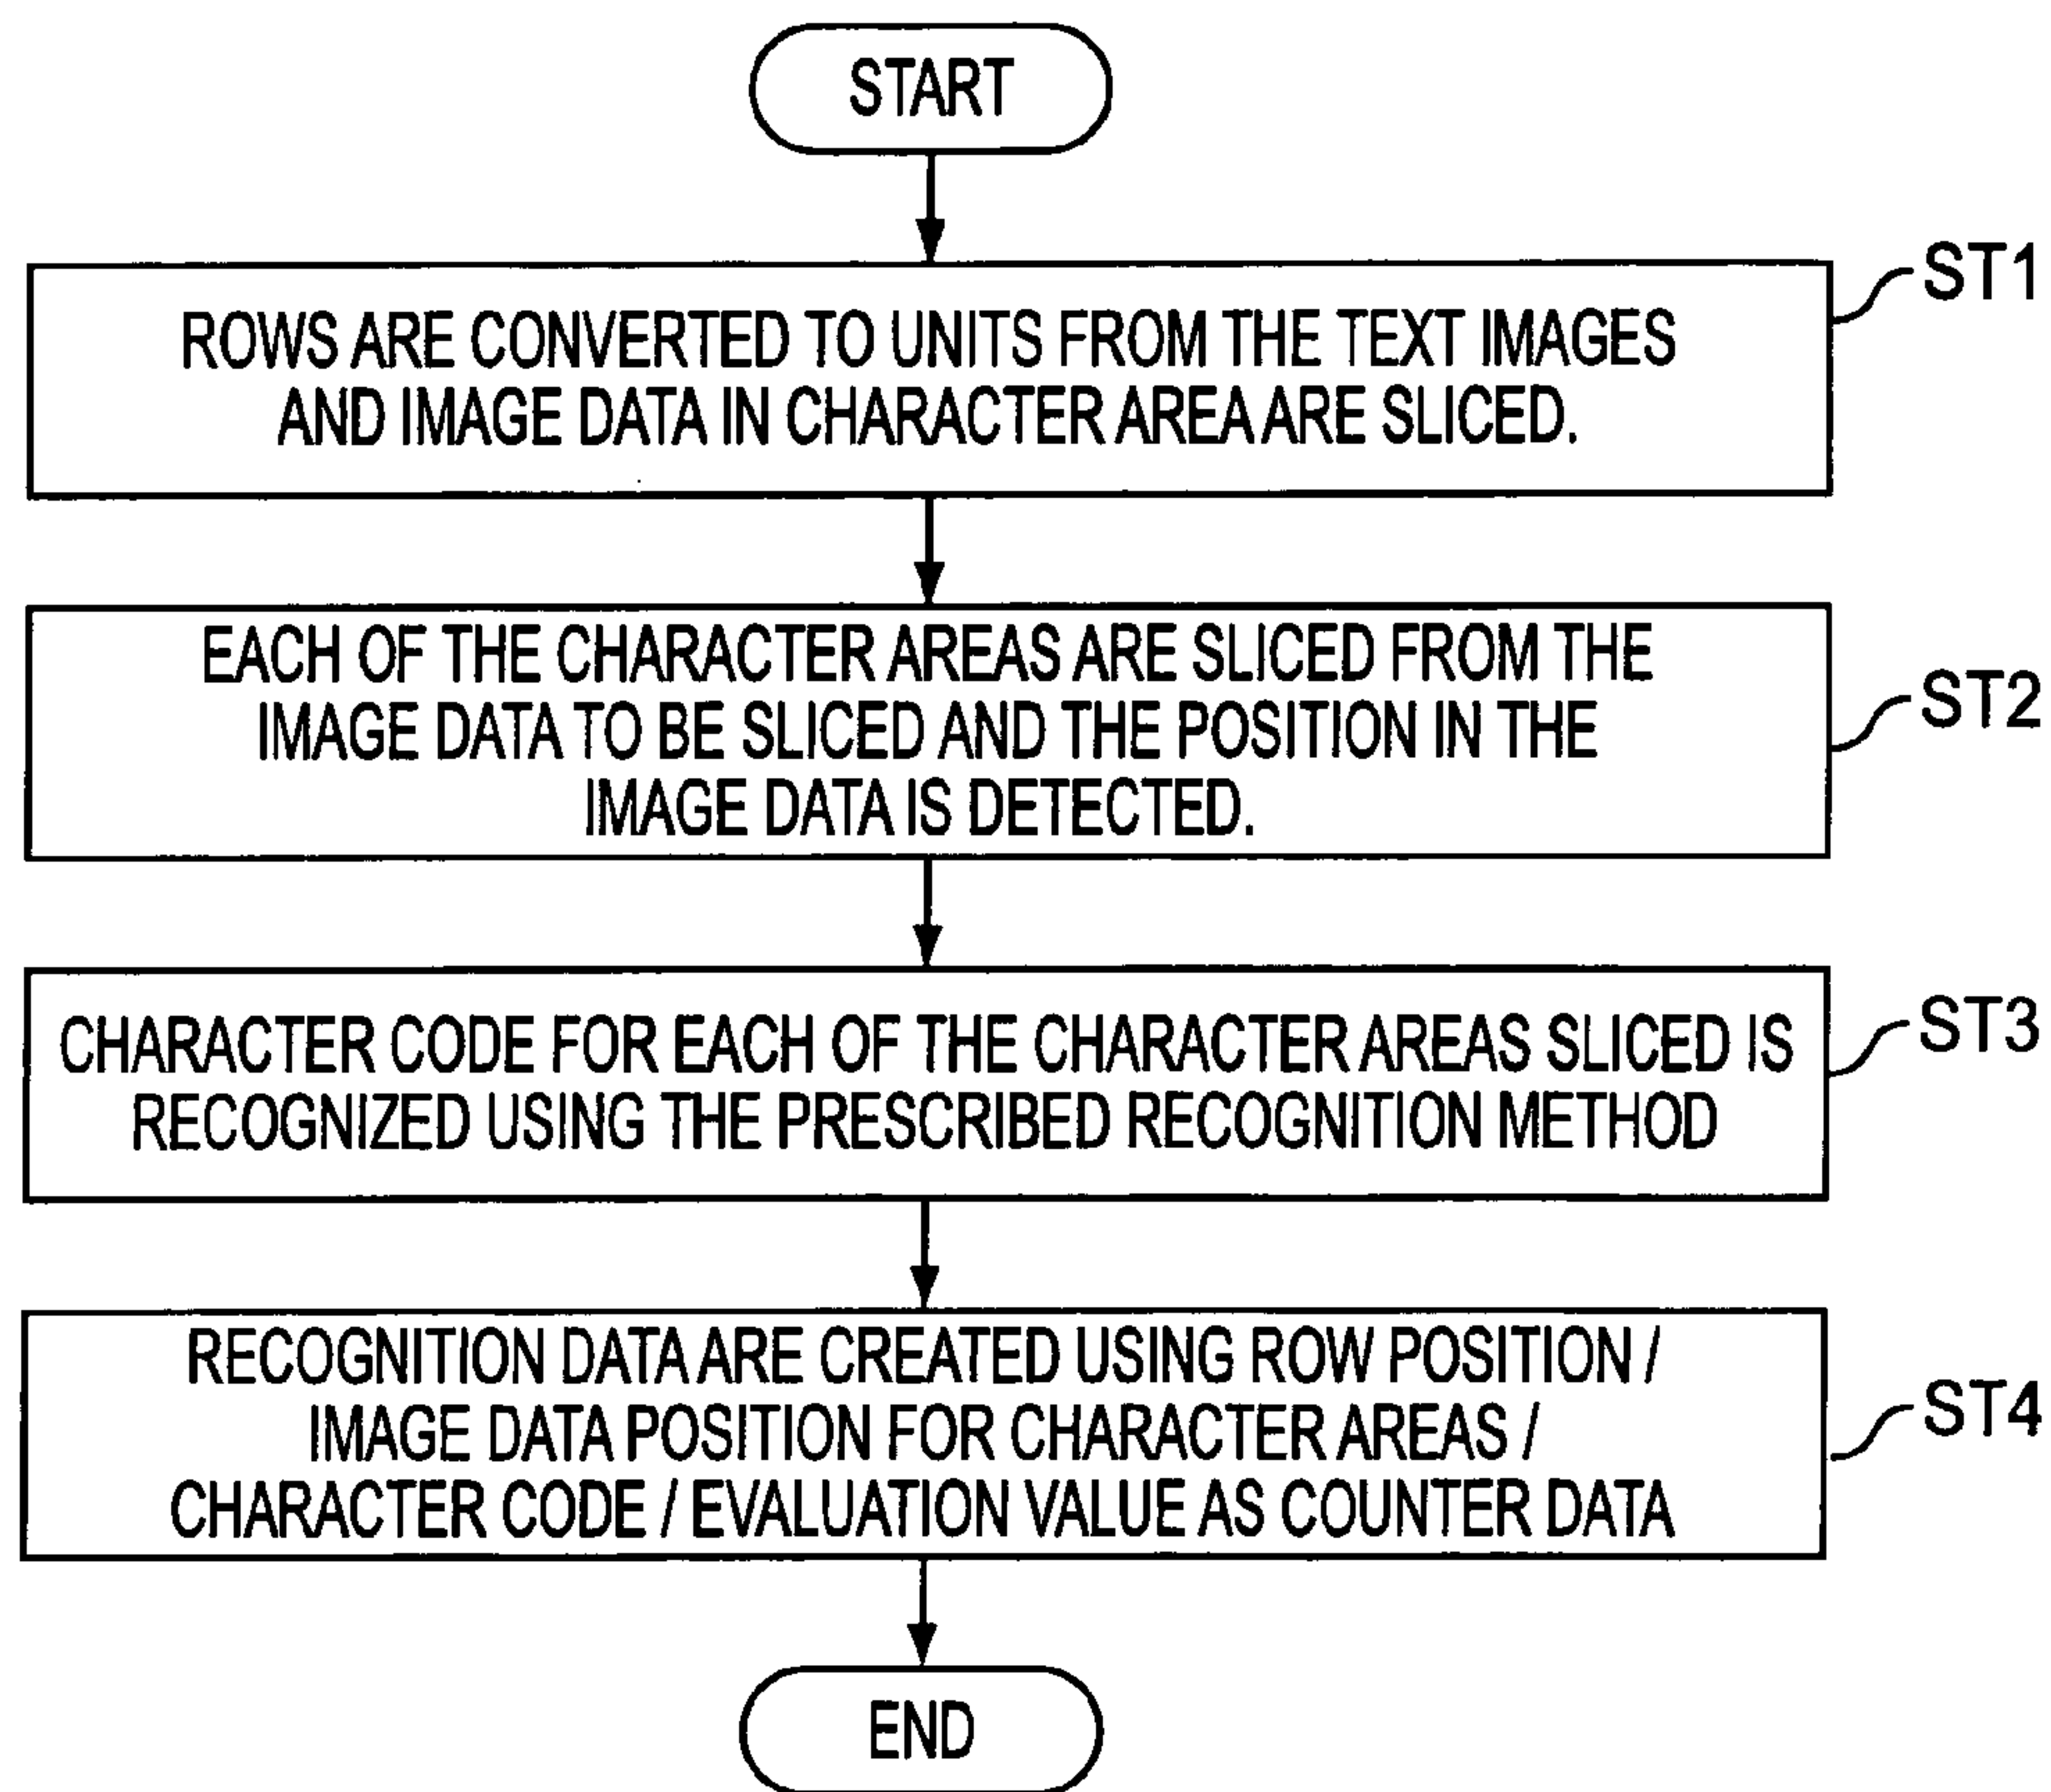 START
ST1
ROWS ARE CONVERTED TO UNITS FROM THE TEXT IMAGES
AND IMAGE DATA IN CHARACTER AREA ARE SLICED.
EACH OF THE CHARACTER AREAS ARE SLICED FROM THE
ST2
IMAGE DATA TO BE SLICED AND THE POSITION IN THE
IMAGE DATA IS DETECTED.
ST3
CHARACTER CODE FOR EACH OF THE CHARACTER AREAS SLICED IS
RECOGNIZED USING THE PRESCRIBED RECOGNITION METHOD
RECOGNITION DATA ARE CREATED USING ROW POSITION /
ST4
IMAGE DATA POSITION FOR CHARACTER AREAS /
CHARACTER CODE / EVALUATION VALUE AS COUNTER DATA
END